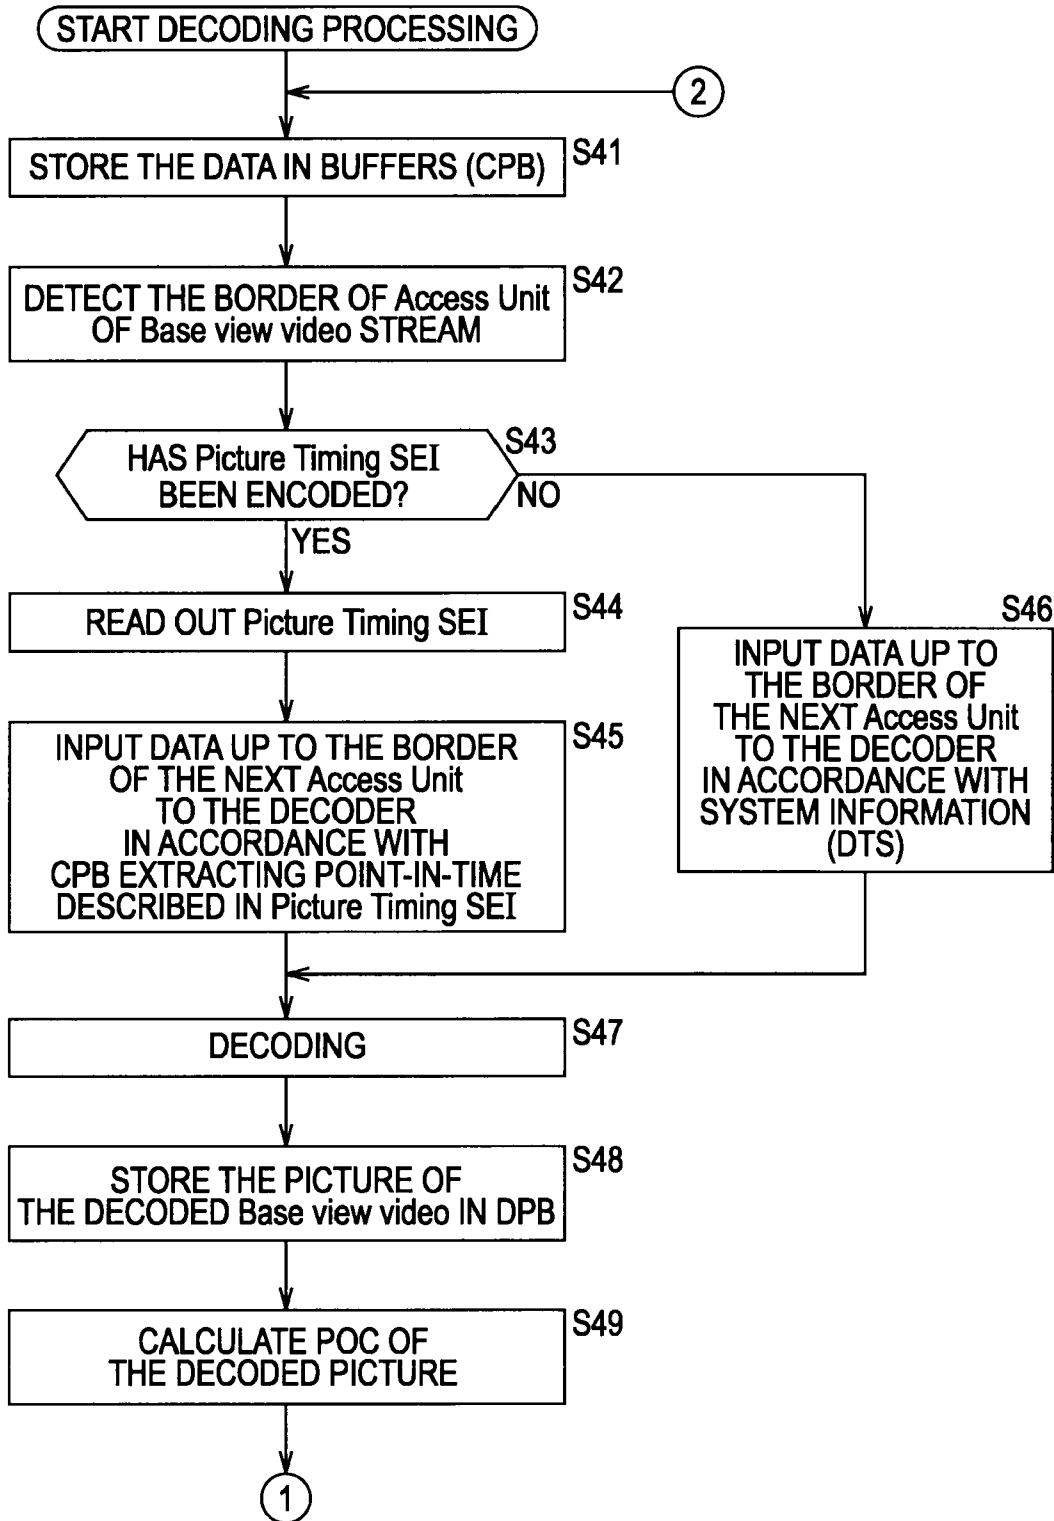 START DECODING PROCESSING
2
STORE THE DATA IN BUFFERS (CPB)
S41
DETECT THE BORDER OF Access Unit
OF Base view video STREAM
S42
HAS Picture Timing SEI
BEEN ENCODED?
S43
NO
YES
READ OUT Picture Timing SEI
S44
INPUT DATA UP TO THE BORDER
OF THE NEXT Access Unit
TO THE DECODER
IN ACCORDANCE WITH
CPB EXTRACTING POINT-IN-TIME
DESCRIBED IN Picture Timing SEI
S45
S46
INPUT DATA UP TO
THE BORDER OF
THE NEXT Access Unit
TO THE DECODER
IN ACCORDANCE WITH
SYSTEM INFORMATION
(DTS)
DECODING
S47
STORE THE PICTURE OF
THE DECODED Base view video IN DPB
S48
CALCULATE POC OF
THE DECODED PICTURE
S49
1